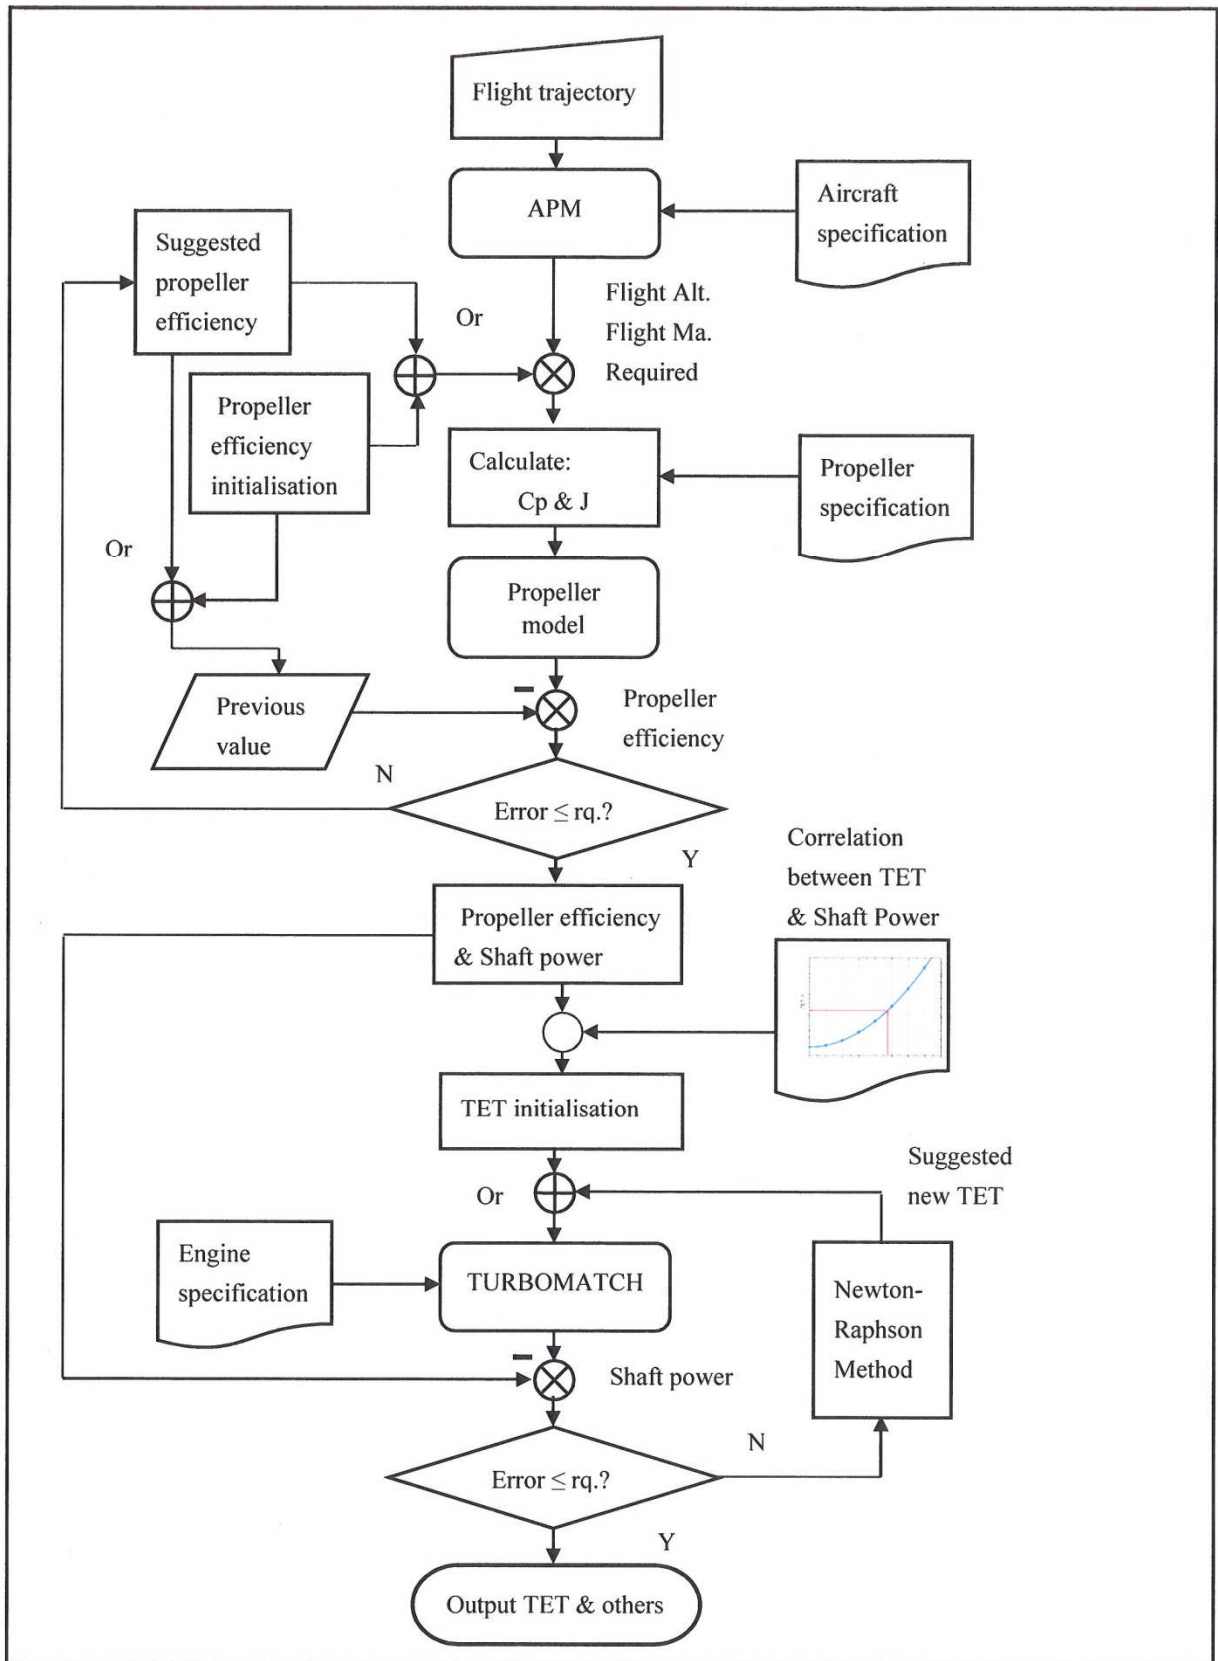 Flight trajectory
APM
Aircraft
specification
Suggested
propeller
efficiency
Or
Flight Alt.
Flight Ma.
Required
Propeller
efficiency
initialisation
Calculate:
Cp & J
Propeller
specification
Or
Propeller
model
Previous
value
Propeller
efficiency
N
Error ≤ rq.?
Y
Correlation
between TET
& Shaft Power
Propeller efficiency
& Shaft power
TET initialisation
Suggested
new TET
Or
Engine
specification
TURBOMATCH
Newton-
Raphson
Method
Shaft power
N
Error ≤ rq.?
Y
Output TET & others